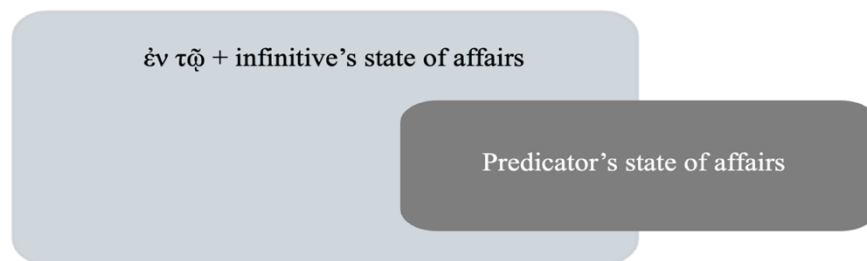 ἐν τῷ + infinitive’s state of affairs
Predicator’s state of affairs